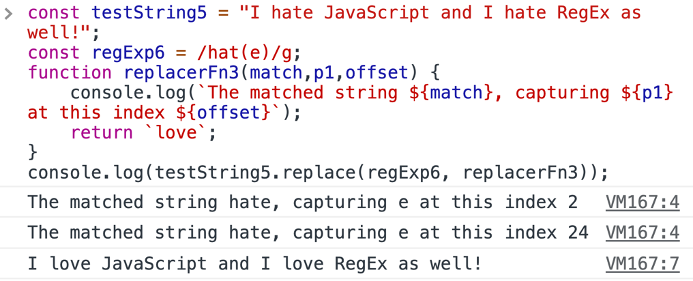 > const testString5 = "I hate JavaScript and I hate RegEx as
well!";
const regExp6 = /hat(e)/g;
function replacerFn3(match,p1,offset) {
    console.log(`The matched string ${match}, capturing ${p1}
at this index ${offset}`);
    return `love`;
}
console.log(testString5.replace(regExp6, replacerFn3));
The matched string hate, capturing e at this index 2 VM167:4
The matched string hate, capturing e at this index 24 VM167:4
I love JavaScript and I love RegEx as well! VM167:7